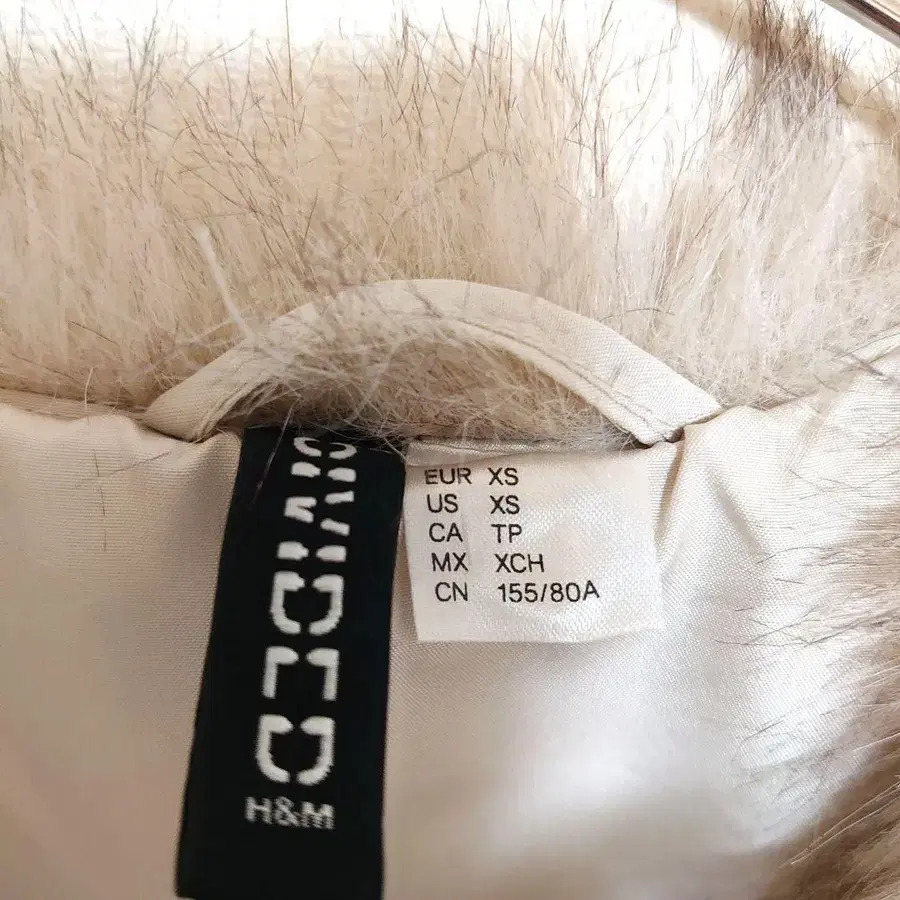 DIVIDED
H&M
EUR XS
US XS
CA TP
MX XCH
CN 155/80A